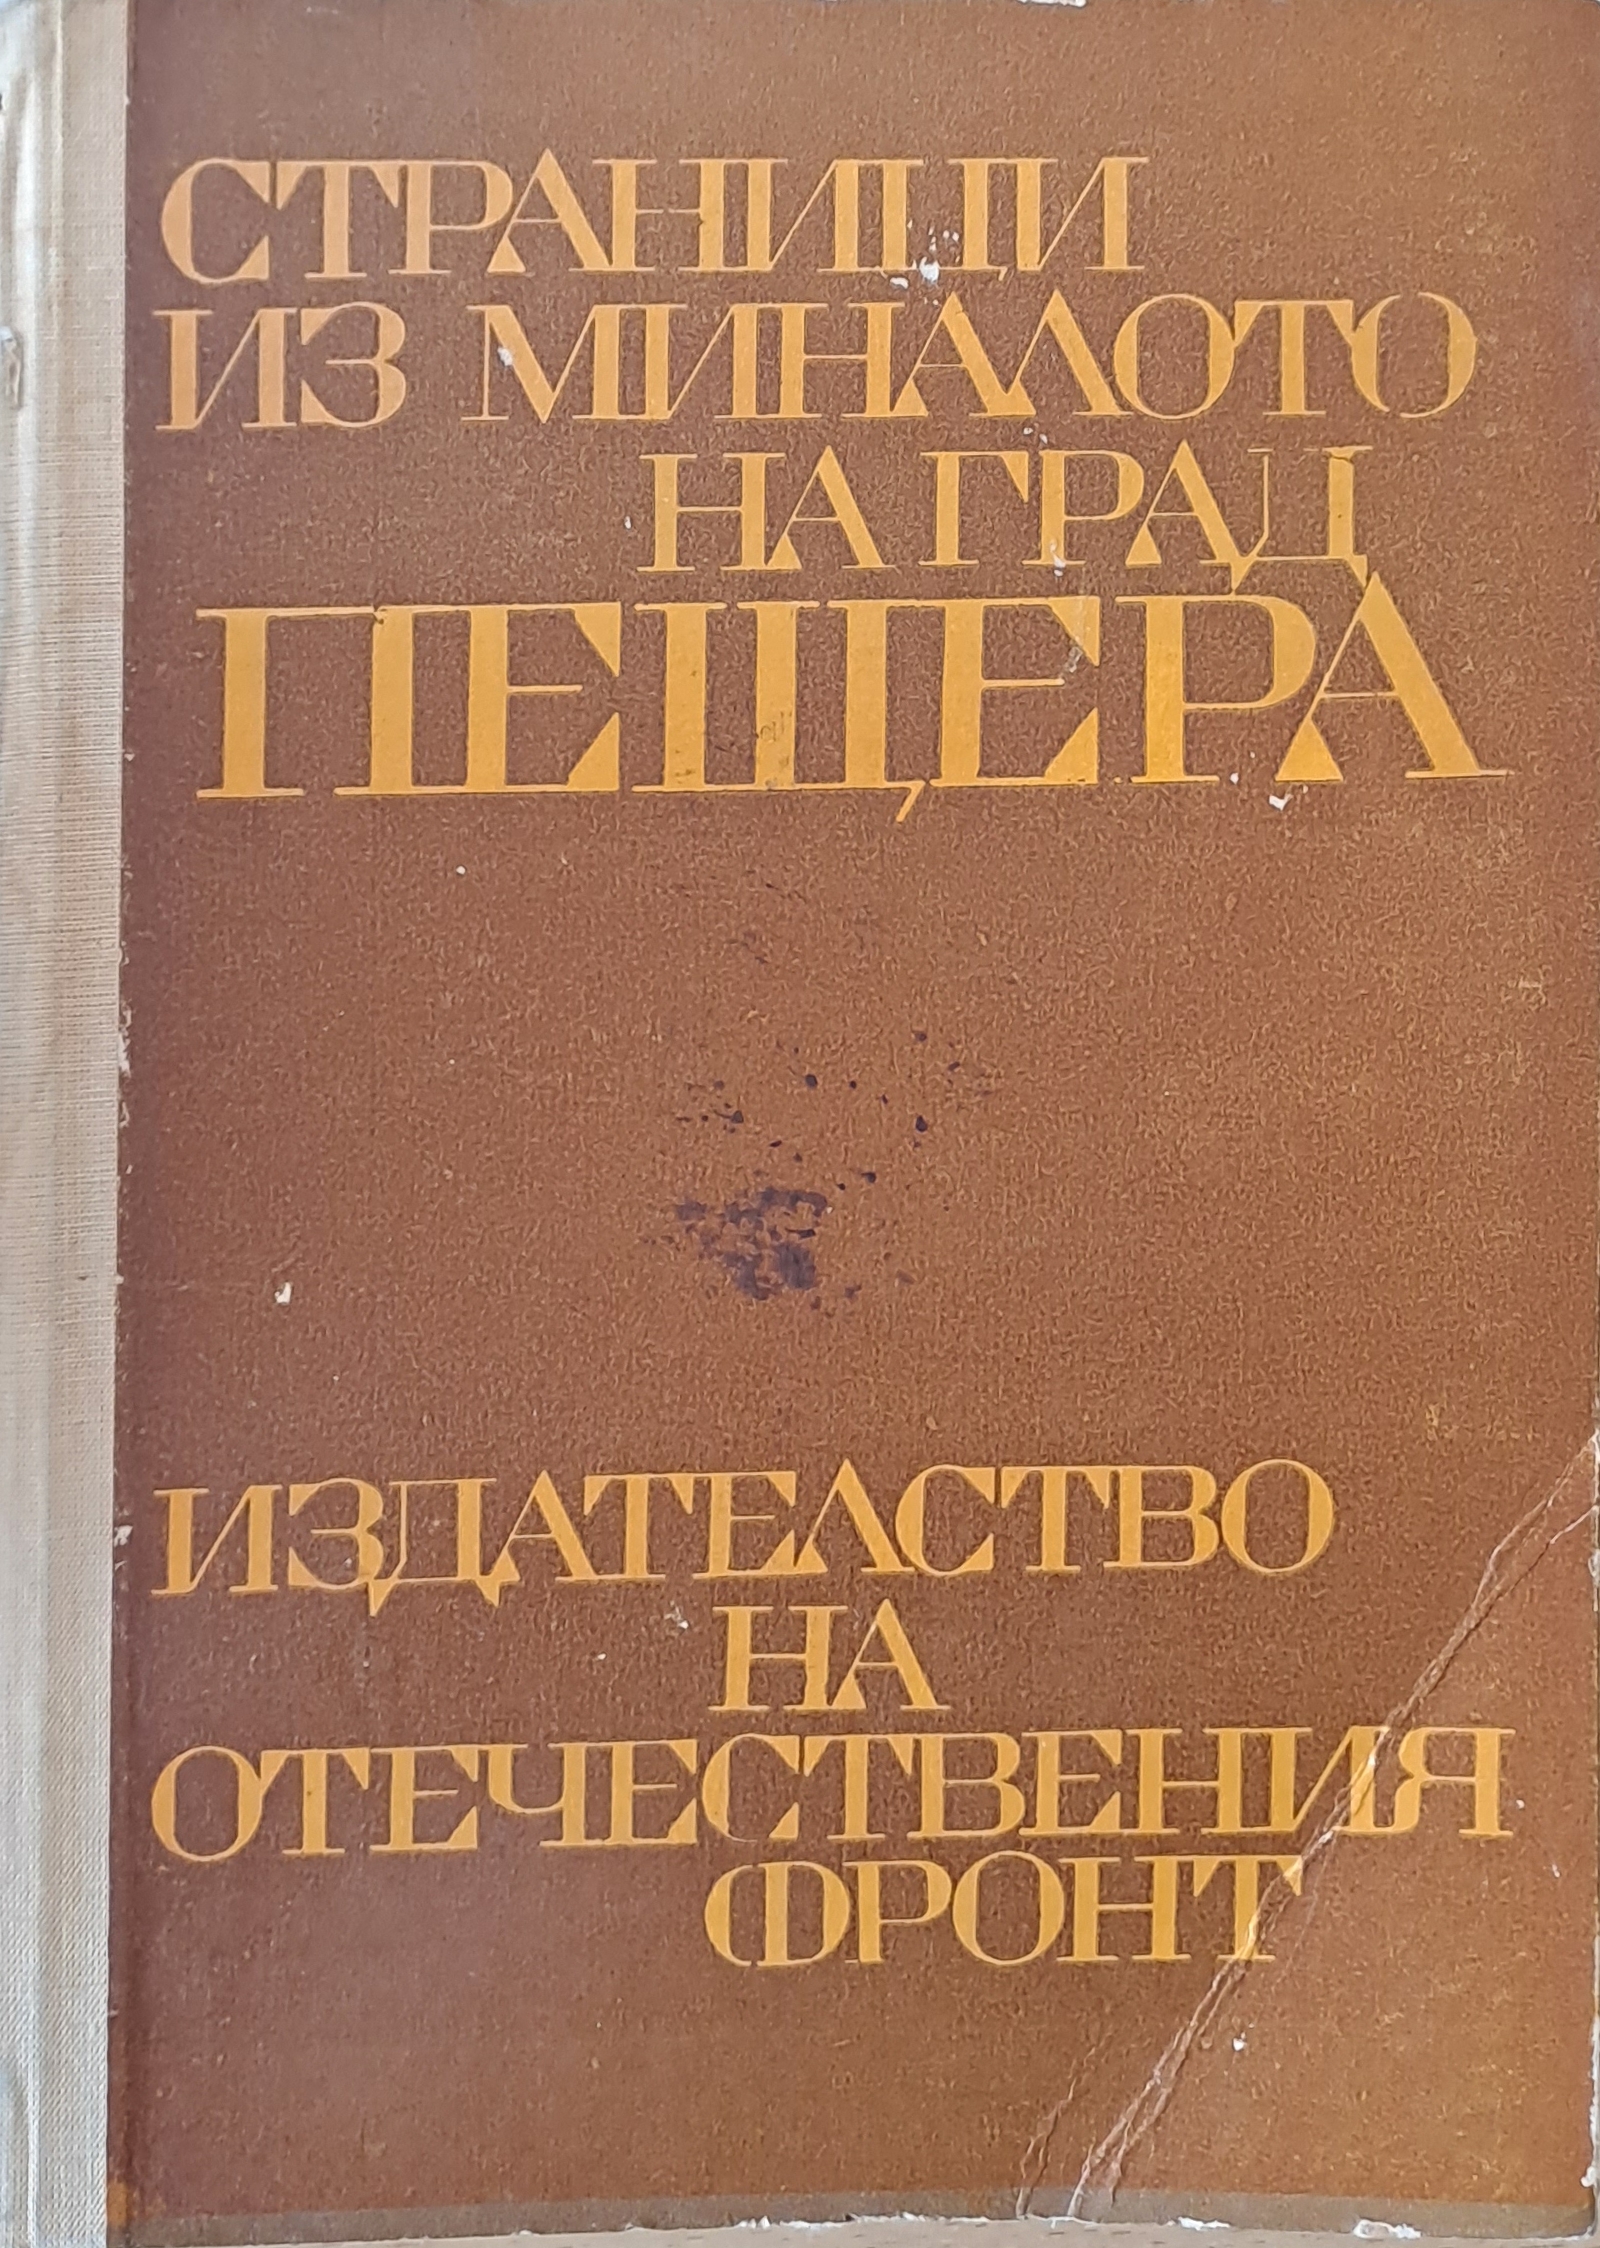 СТРАНИЦИ
ИЗ МИНАЛОТО
НА ГРАД
ПЕЩЕРА
ИЗДАТЕЛСТВО
НА
ОТЕЧЕСТВЕНИЯ
ФРОНТ